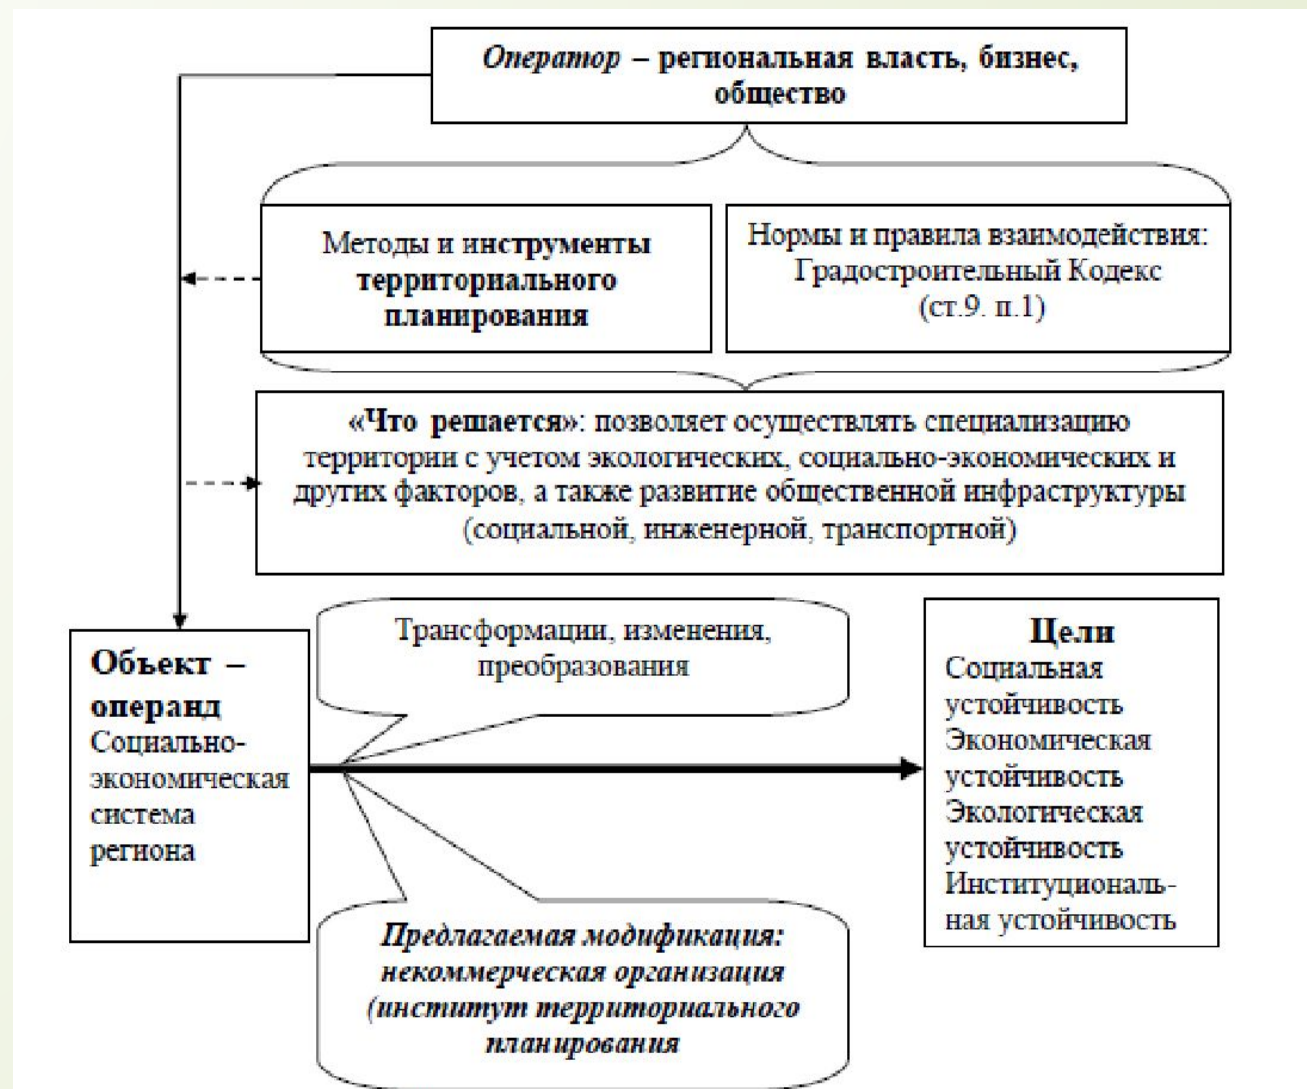 Оператор – региональная власть, бизнес,
общество
Методы и инструменты
территориального
планирования
Нормы и правила взаимодействия:
Градостроительный Кодекс
(ст.9. п.1)
«Что решается»: позволяет осуществлять специализацию
территории с учетом экологических, социально-экономических и
других факторов, а также развитие общественной инфраструктуры
(социальной, инженерной, транспортной)
Объект –
операнд
Социально-
экономическая
система
региона
Трансформации, изменения,
преобразования
Предлагаемая модификация:
некоммерческая организация
(институт территориального
планирования
Цели
Социальная
устойчивость
Экономическая
устойчивость
Экологическая
устойчивость
Институциональ-
ная устойчивость